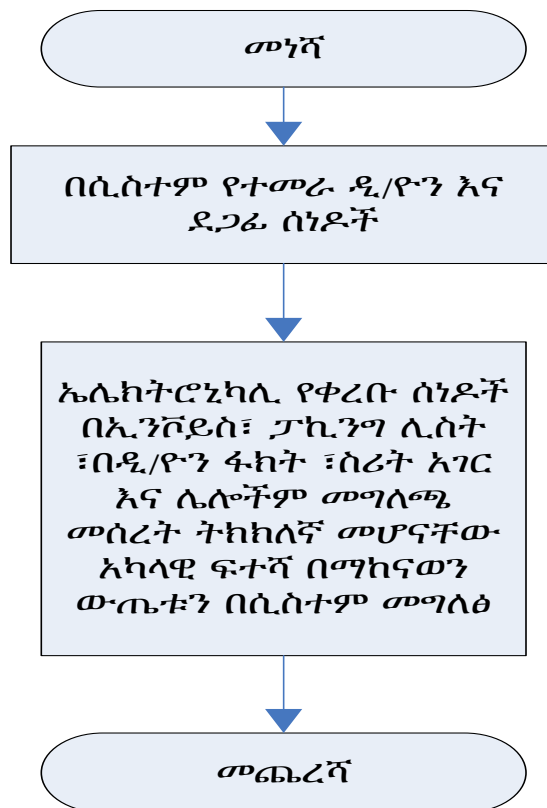 መነሻ
በሲስተም የተመራ ዲ/ዮን እና
ደጋፊ ሰነዶች
ኤሌክትሮኒካሊ የቀረቡ ሰነዶች
በኢንቮይስ፣ ፓኪንግ ሊስት
፣በዲ/ዮን ፋክት ፣ስሪት አገር
እና ሌሎችም መግለጫ
መሰረት ትክክለኛ መሆናቸው
አካላዊ ፍተሻ በማከናወን
ውጤቱን በሲስተም መግለፅ
መጨረሻ